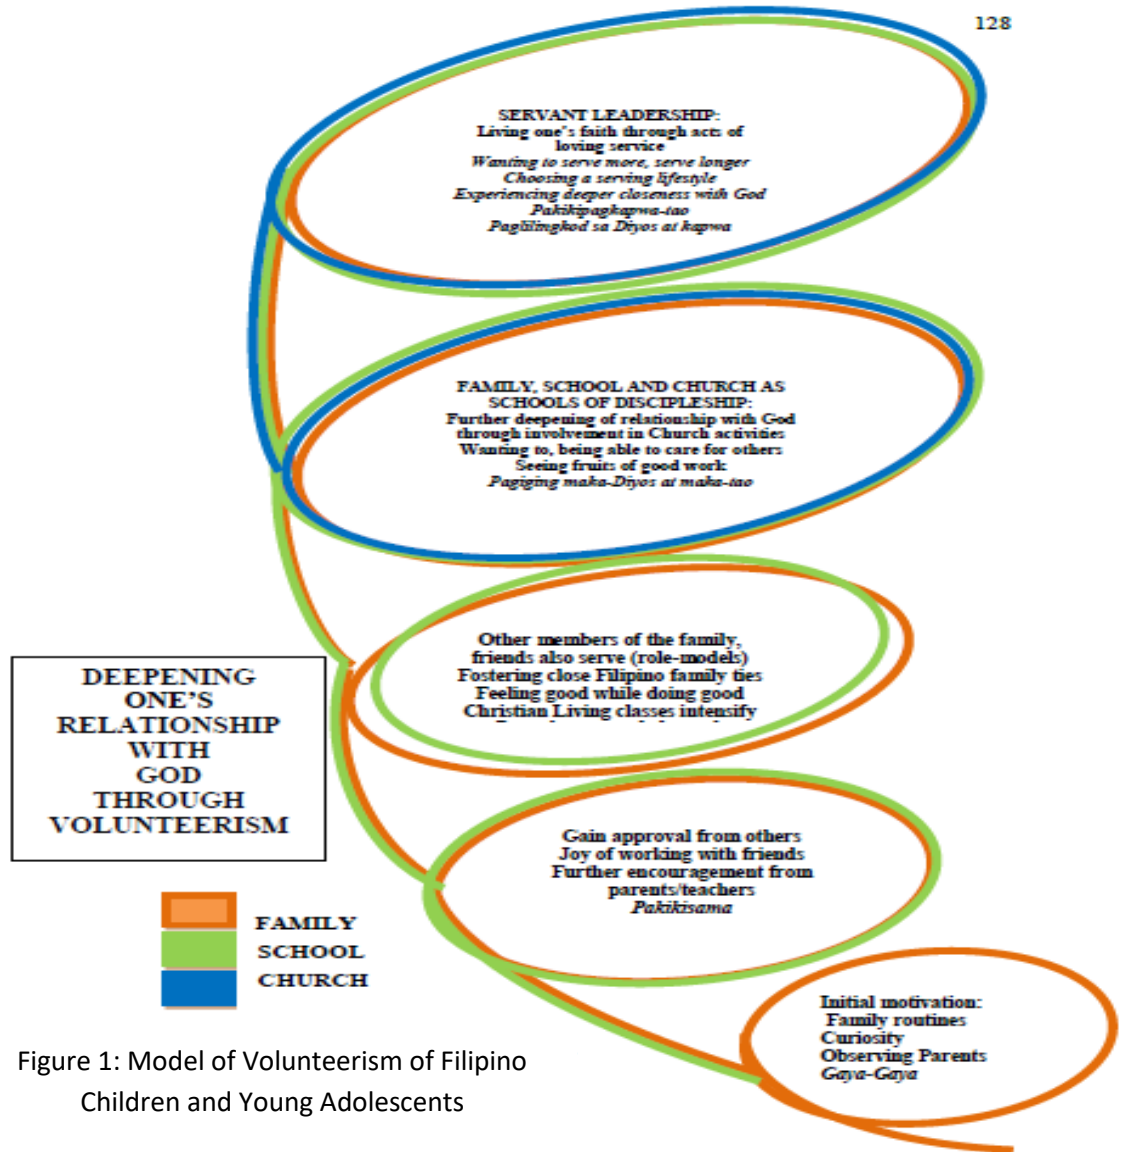 128
SERVANT LEADERSHIP:
Living one's faith through acts of
loving service
Wanting to serve more, serve longer
Choosing a serving lifestyle
Experiencing deeper closeness with God
Pakikipagkapwa-tao
Paglilingkod sa Diyos at kapwa
FAMILY, SCHOOL AND CHURCH AS
SCHOOLS OF DISCIPLESHIP:
Further deepening of relationship with God
through involvement in Church activities
Wanting to, being able to care for others
Seeing fruits of good work
Pagiging maka-Diyos at maka-tao
Other members of the family,
friends also serve (role-models)
Fostering close Filipino family ties
Feeling good while doing good
Christian Living classes intensify
DEEPENING
ONE'S
RELATIONSHIP
WITH
GOD
THROUGH
VOLUNTEERISM
Gain approval from others
Joy of working with friends
Further encouragement from
parents/teachers
Pakikisama
FAMILY
SCHOOL
CHURCH
Initial motivation:
Family routines
Curiosity
Observing Parents
Gaya-Gaya
Figure 1: Model of Volunteerism of Filipino
Children and Young Adolescents